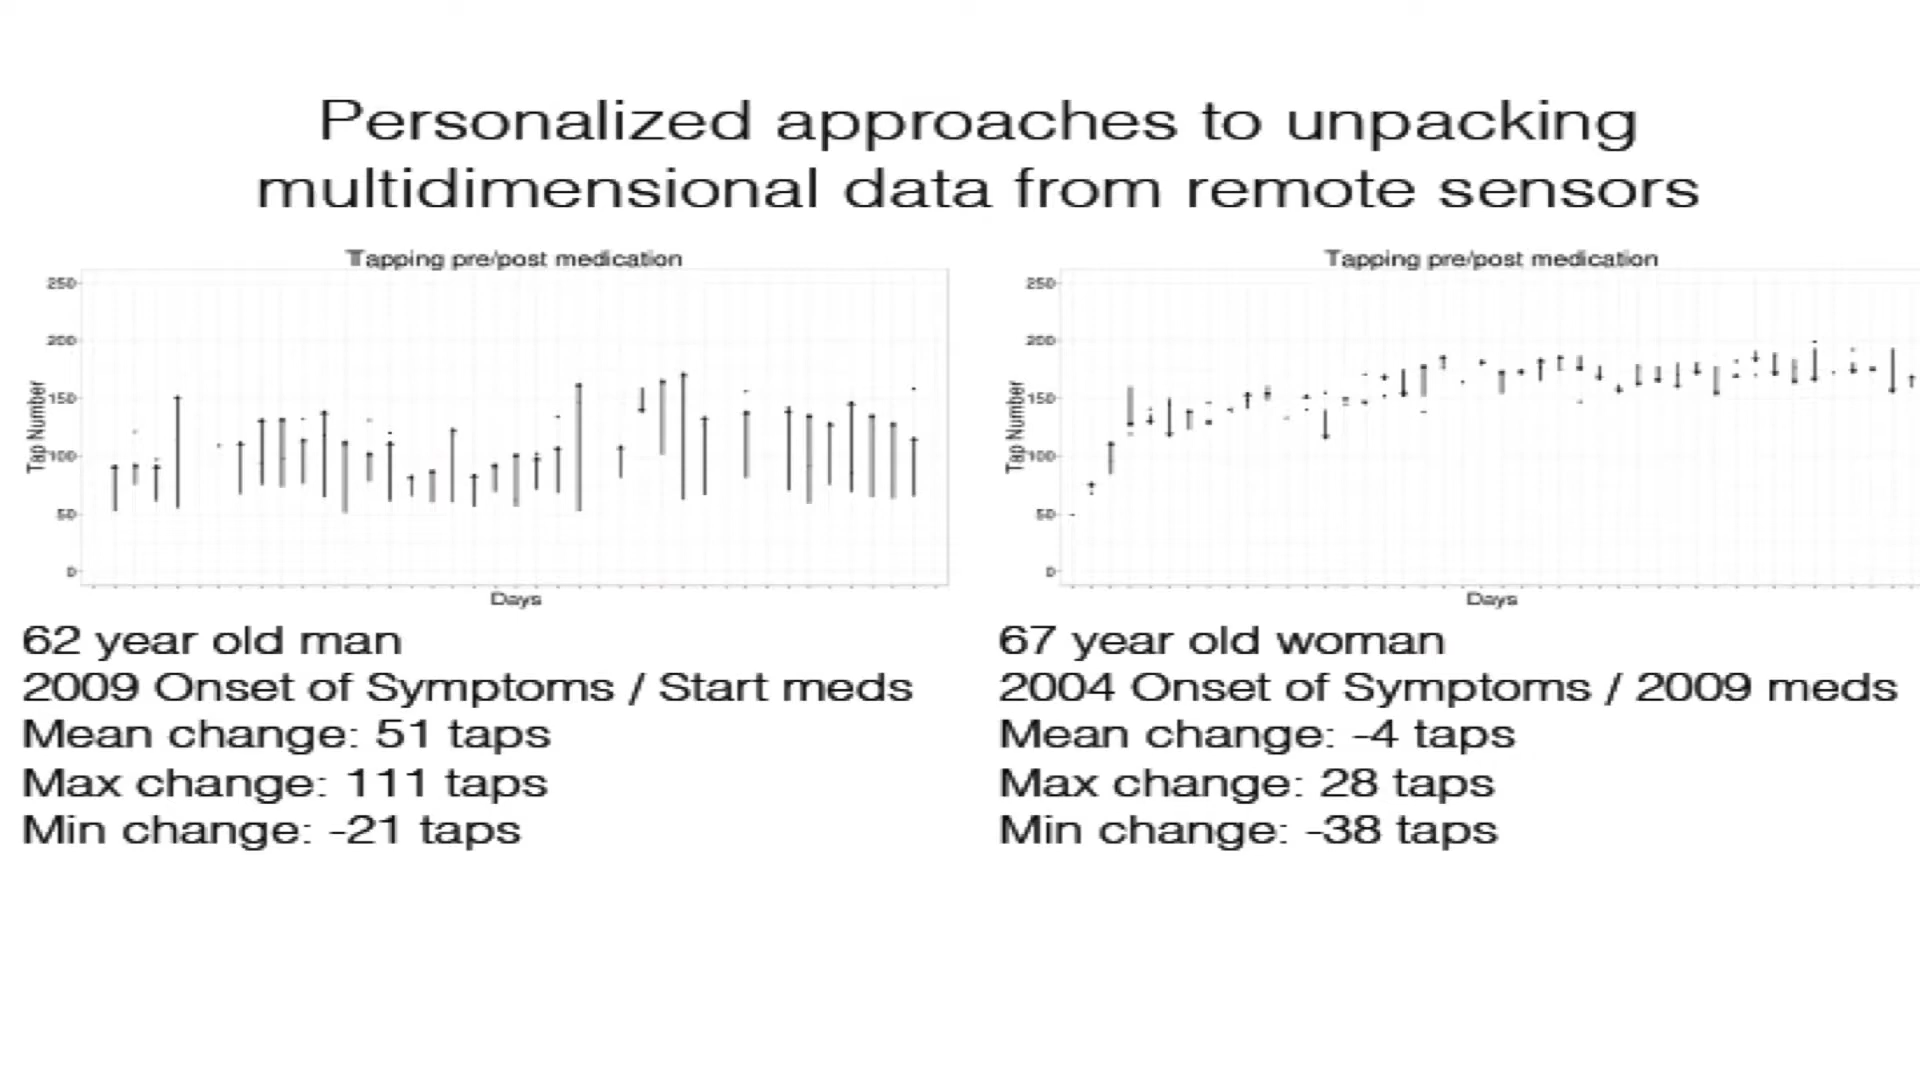 Personalized approaches to unpacking
multidimensional data from remote sensors
Tapping pre/post medication
250
200
150
100
50
0
Tap Number
Days
62 year old man
2009 Onset of Symptoms / Start meds
Mean change: 51 taps
Max change: 111 taps
Min change: -21 taps
Tapping pre/post medication
250
200
150
100
50
0
Tap Number
Days
67 year old woman
2004 Onset of Symptoms / 2009 meds
Mean change: -4 taps
Max change: 28 taps
Min change: -38 taps